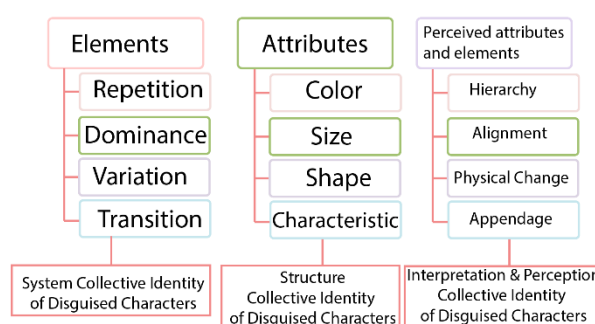 Elements
Repetition
Dominance
Variation
Transition
System Collective Identity
of Disguised Characters
Attributes
Color
Size
Shape
Characteristic
Structure
Collective Identity
of Disguised Characters
Perceived attributes
and elements
Hierarchy
Alignment
Physical Change
Appendage
Interpretation & Perception
Collective Identity
of Disguised Characters